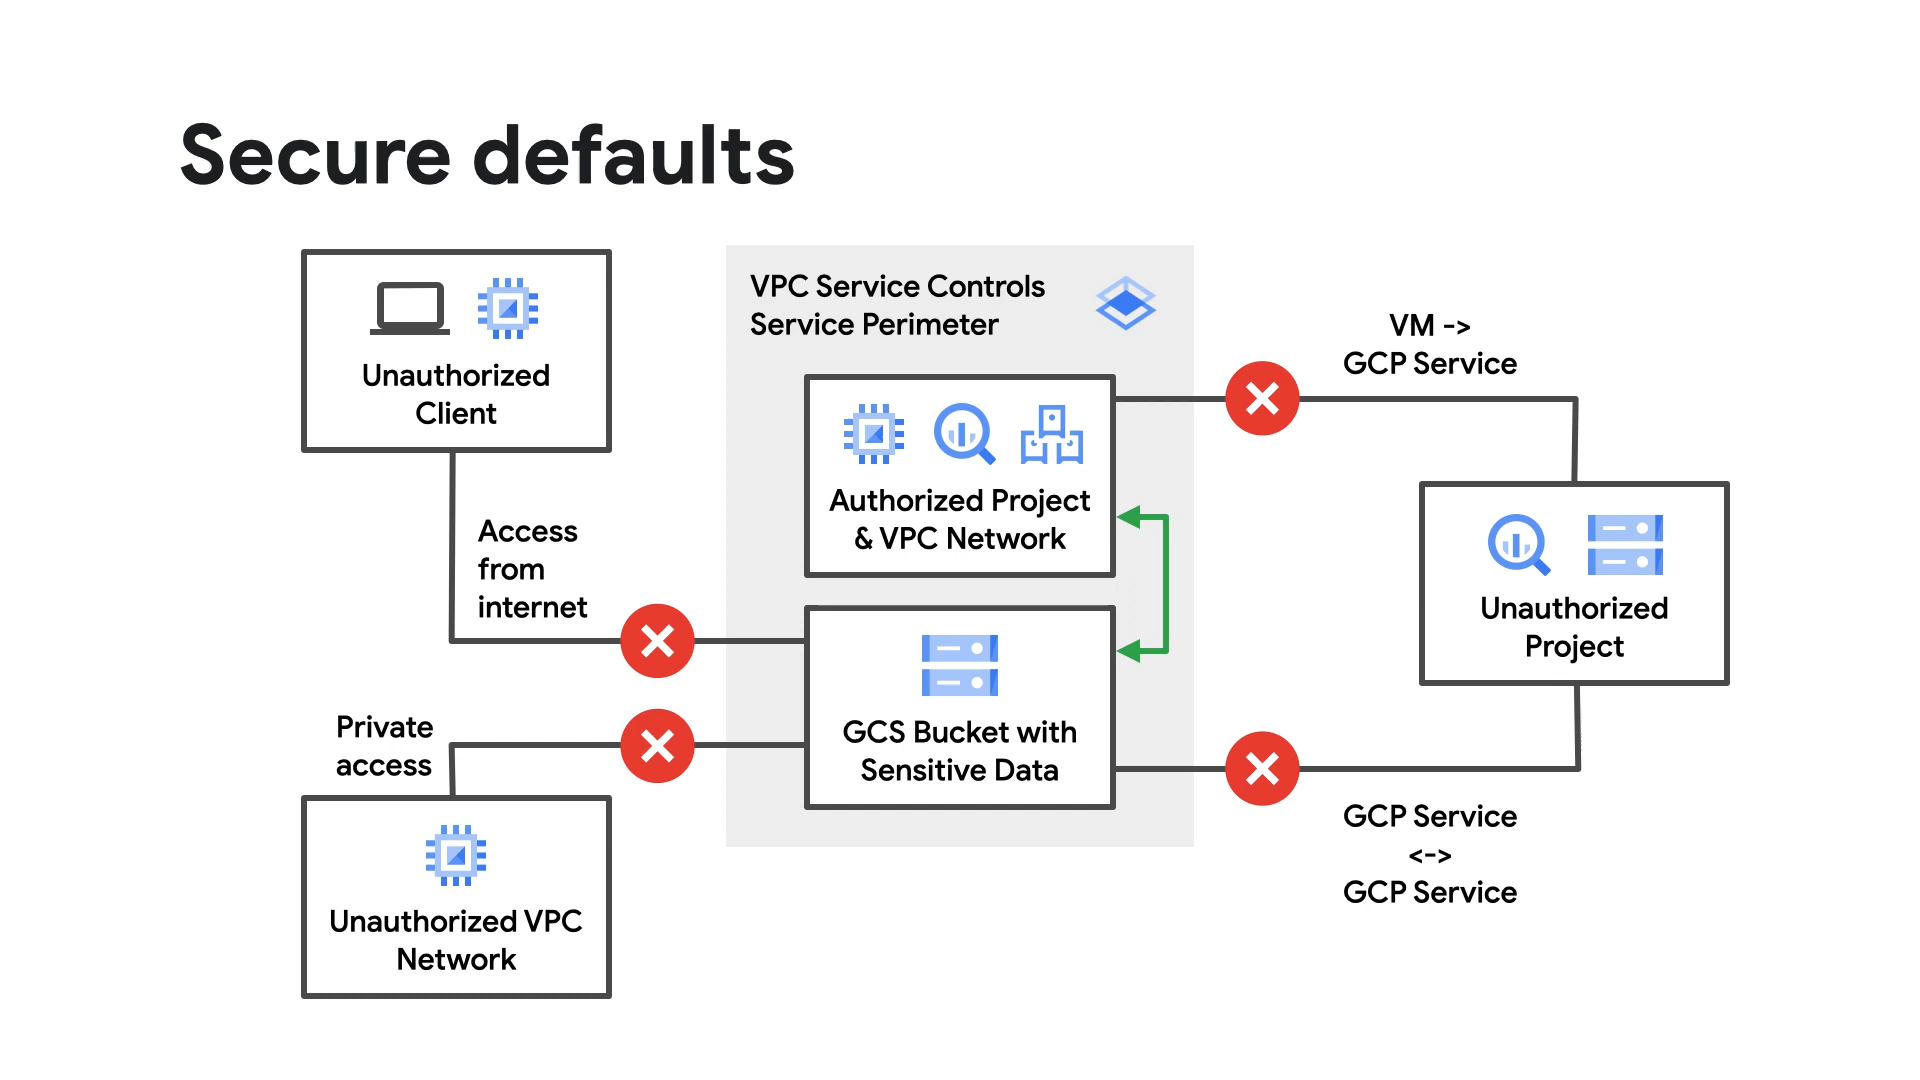 Secure defaults
Unauthorized
Client
Access
from
internet
Private
access
Unauthorized VPC
Network
VPC Service Controls
Service Perimeter
Authorized Project
& VPC Network
GCS Bucket with
Sensitive Data
VM ->
GCP Service
Unauthorized
Project
GCP Service
<->
GCP Service